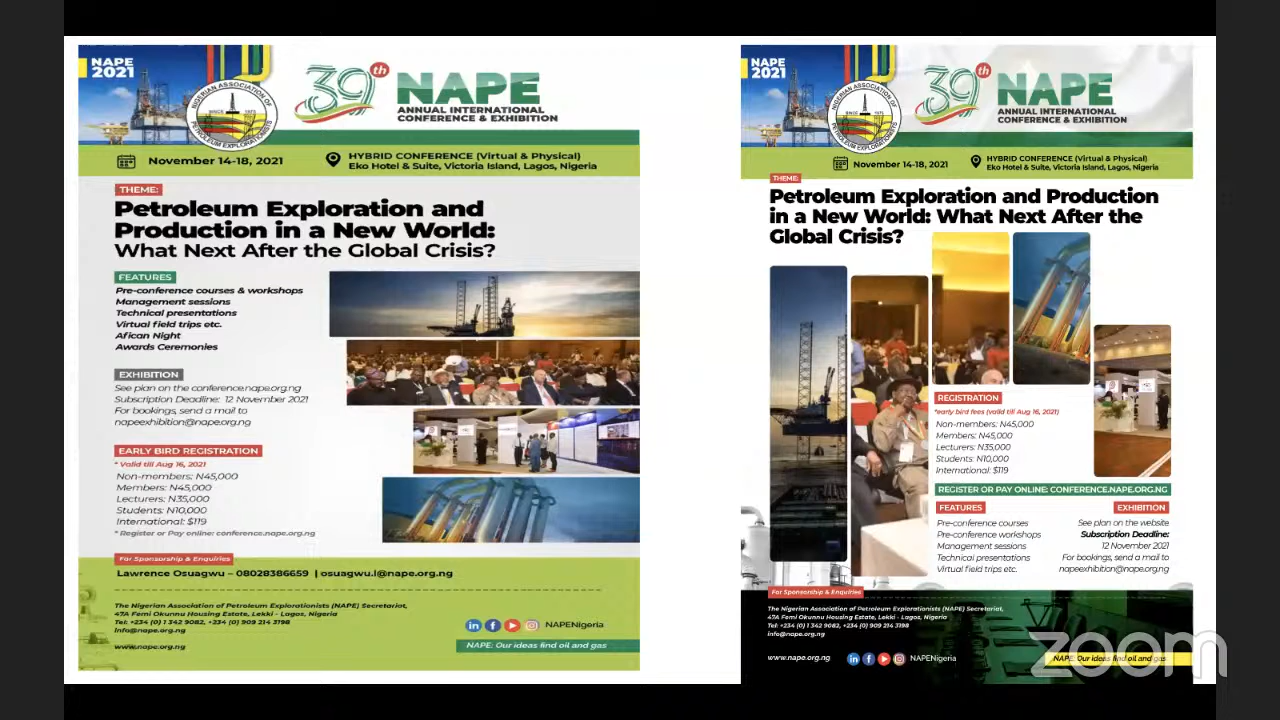 NAPE
2021
NIGERIAN ASSOCIATION OF
SINCE 1975
PETROLEUM EXPLORATIONISTS
39th NAPE
ANNUAL INTERNATIONAL
CONFERENCE & EXHIBITION
November 14-18, 2021
HYBRID CONFERENCE (Virtual & Physical)
Eko Hotel & Suite, Victoria Island, Lagos, Nigeria
THEME:
Petroleum Exploration and
Production in a New World:
What Next After the Global Crisis?
FEATURES
Pre-conference courses & workshops
Management sessions
Technical presentations
Virtual field trips etc.
Afican Night
Awards Ceremonies
EXHIBITION
See plan on the conference.nape.org.ng
Subscription Deadline: 12 November 2021
For bookings, send a mail to
napeexhibition@nape.org.ng
EARLY BIRD REGISTRATION
* Valid till Aug 16, 2021
Non-members: N45,000
Members: N45,000
Lecturers: N35,000
Students: N10,000
International: $119
* Register or Pay online: conference.nape.org.ng
For Sponsorship & Enquiries
Lawrence Osuagwu – 08028386659 | osuagwu.l@nape.org.ng
The Nigerian Association of Petroleum Explorationists (NAPE) Secretariat,
47A Femi Okunnu Housing Estate, Lekki - Lagos, Nigeria
Tel: +234 (0) 1 342 9082, +234 (0) 909 214 3198
info@nape.org.ng
www.nape.org.ng
NAPENigeria
NAPE: Our ideas find oil and gas
NAPE
2021
NIGERIAN ASSOCIATION OF
PETROLEUM EXPLORATIONISTS
39th NAPE
ANNUAL INTERNATIONAL
CONFERENCE & EXHIBITION
November 14-18, 2021
HYBRID CONFERENCE (Virtual & Physical)
Eko Hotel & Suite, Victoria Island, Lagos, Nigeria
THEME:
Petroleum Exploration and Production
in a New World: What Next After the
Global Crisis?
REGISTRATION
*early bird fees (valid till Aug 16, 2021)
Non-members: N45,000
Members: N45,000
Lecturers: N35,000
Students: N10,000
International: $119
REGISTER OR PAY ONLINE: CONFERENCE.NAPE.ORG.NG
FEATURES
Pre-conference courses
Pre-conference workshops
Management sessions
Technical presentations
Virtual field trips etc.
EXHIBITION
See plan on the website
Subscription Deadline:
12 November 2021
For bookings, send a mail to
napeexhibition@nape.org.ng
For Sponsorship & Enquiries
The Nigerian Association of Petroleum Explorationists (NAPE) Secretariat,
47A Femi Okunnu Housing Estate, Lekki - Lagos, Nigeria
Tel: +234 (0) 1 342 9082, +234 (0) 909 214 3198
info@nape.org.ng
www.nape.org.ng
NAPENigeria
NAPE: Our ideas find oil and gas
zoom